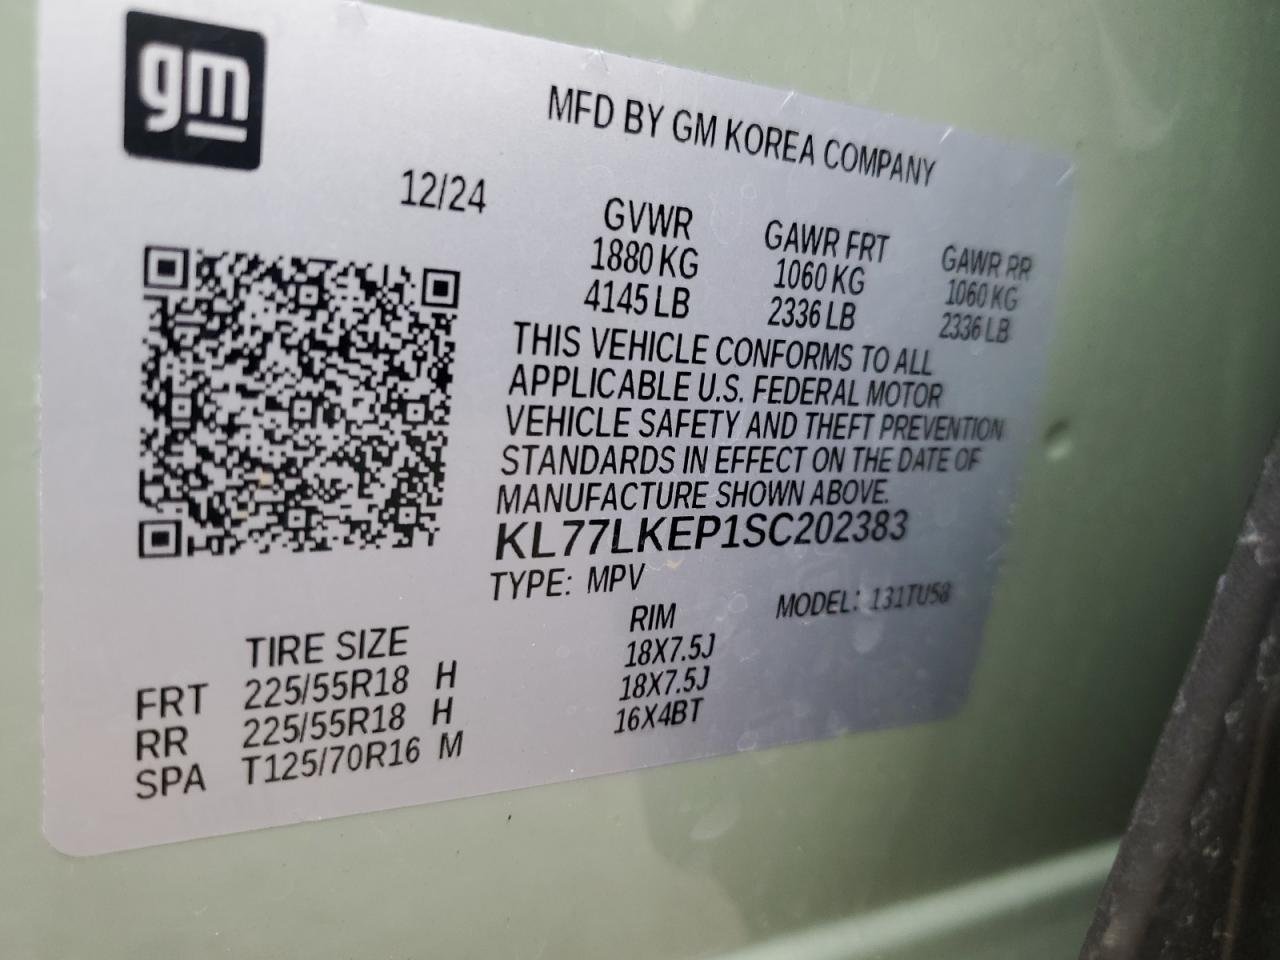 gm
MFD BY GM KOREA COMPANY
12/24
GVWR GAWR FRT GAWR RR
1880 KG 1060 KG 1060 KG
4145 LB 2336 LB 2336 LB
THIS VEHICLE CONFORMS TO ALL
APPLICABLE U.S. FEDERAL MOTOR
VEHICLE SAFETY AND THEFT PREVENTION
STANDARDS IN EFFECT ON THE DATE OF
MANUFACTURE SHOWN ABOVE.
KL77LKEP1SC202383
TYPE: MPV MODEL: 131TU58
TIRE SIZE RIM
FRT 225/55R18 H 18X7.5J
RR 225/55R18 H 18X7.5J
SPA T125/70R16 M 16X4BT